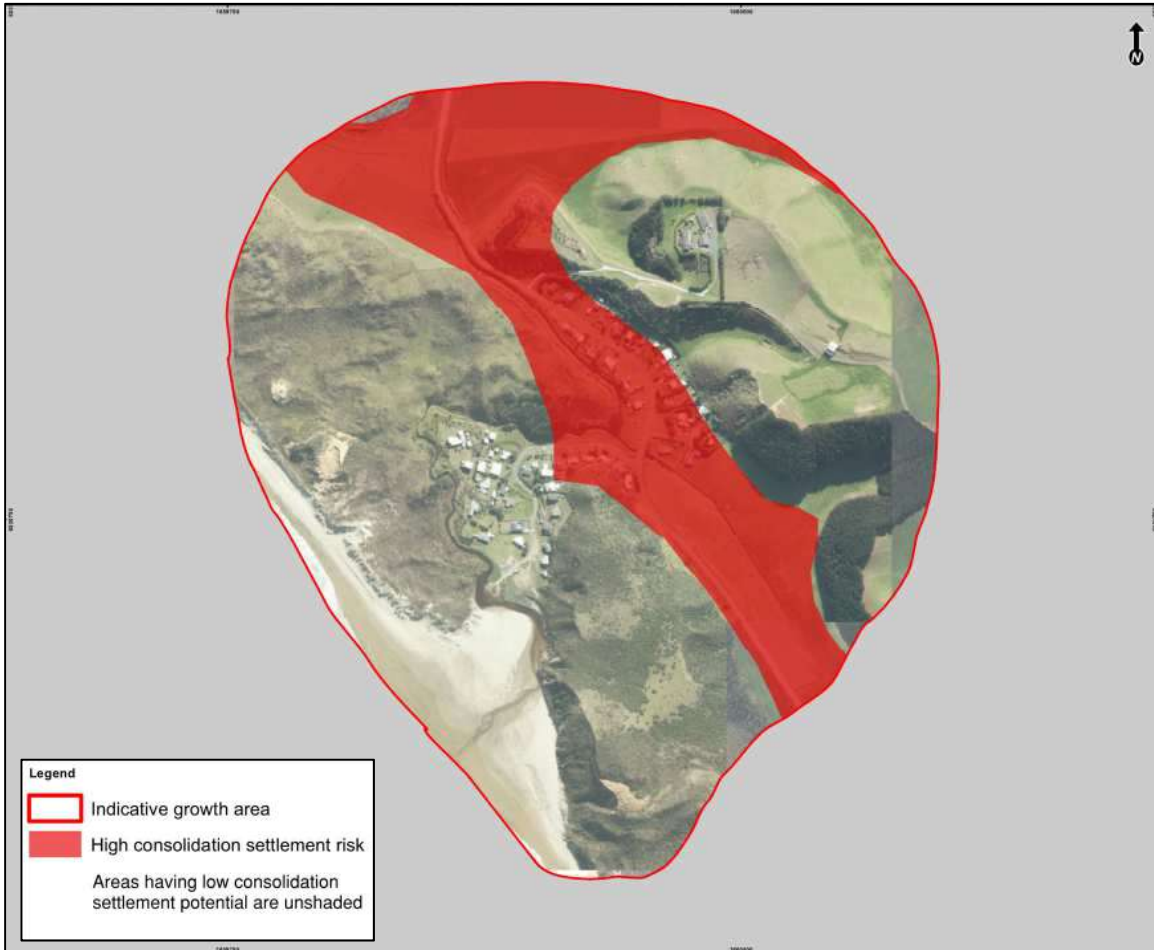 N
Legend
Indicative growth area
High consolidation settlement risk
Areas having low consolidation
settlement potential are unshaded